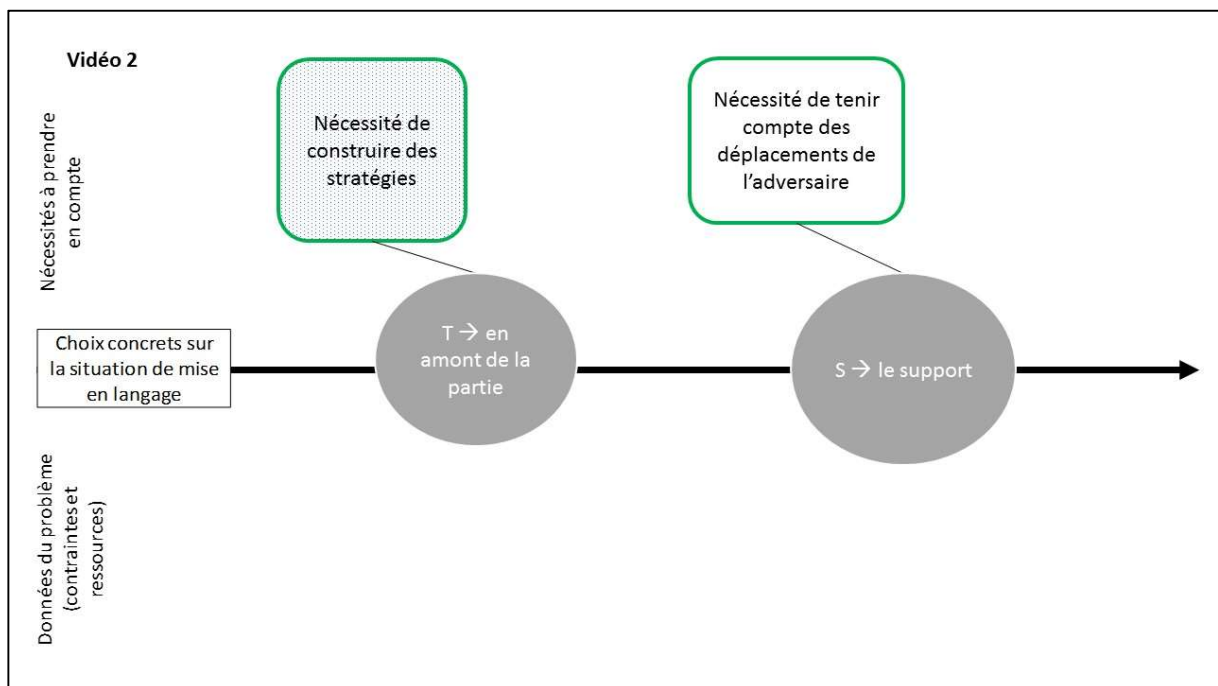 Vidéo 2
Nécessités à prendre
en compte
Nécessité de
construire des
stratégies
Nécessité de tenir
compte des
déplacements de
l’adversaire
Choix concrets sur
la situation de mise
en langage
T → en
amont de la
partie
S → le support
Données du problème
(contraintes et
ressources)